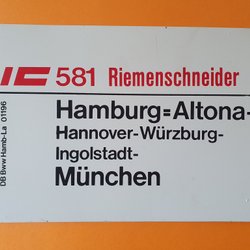 IC 581 Riemenschneider
Hamburg=Altona-
Hannover-Würzburg-
Ingolstadt-
München
DB Bww Hamb-La 01196